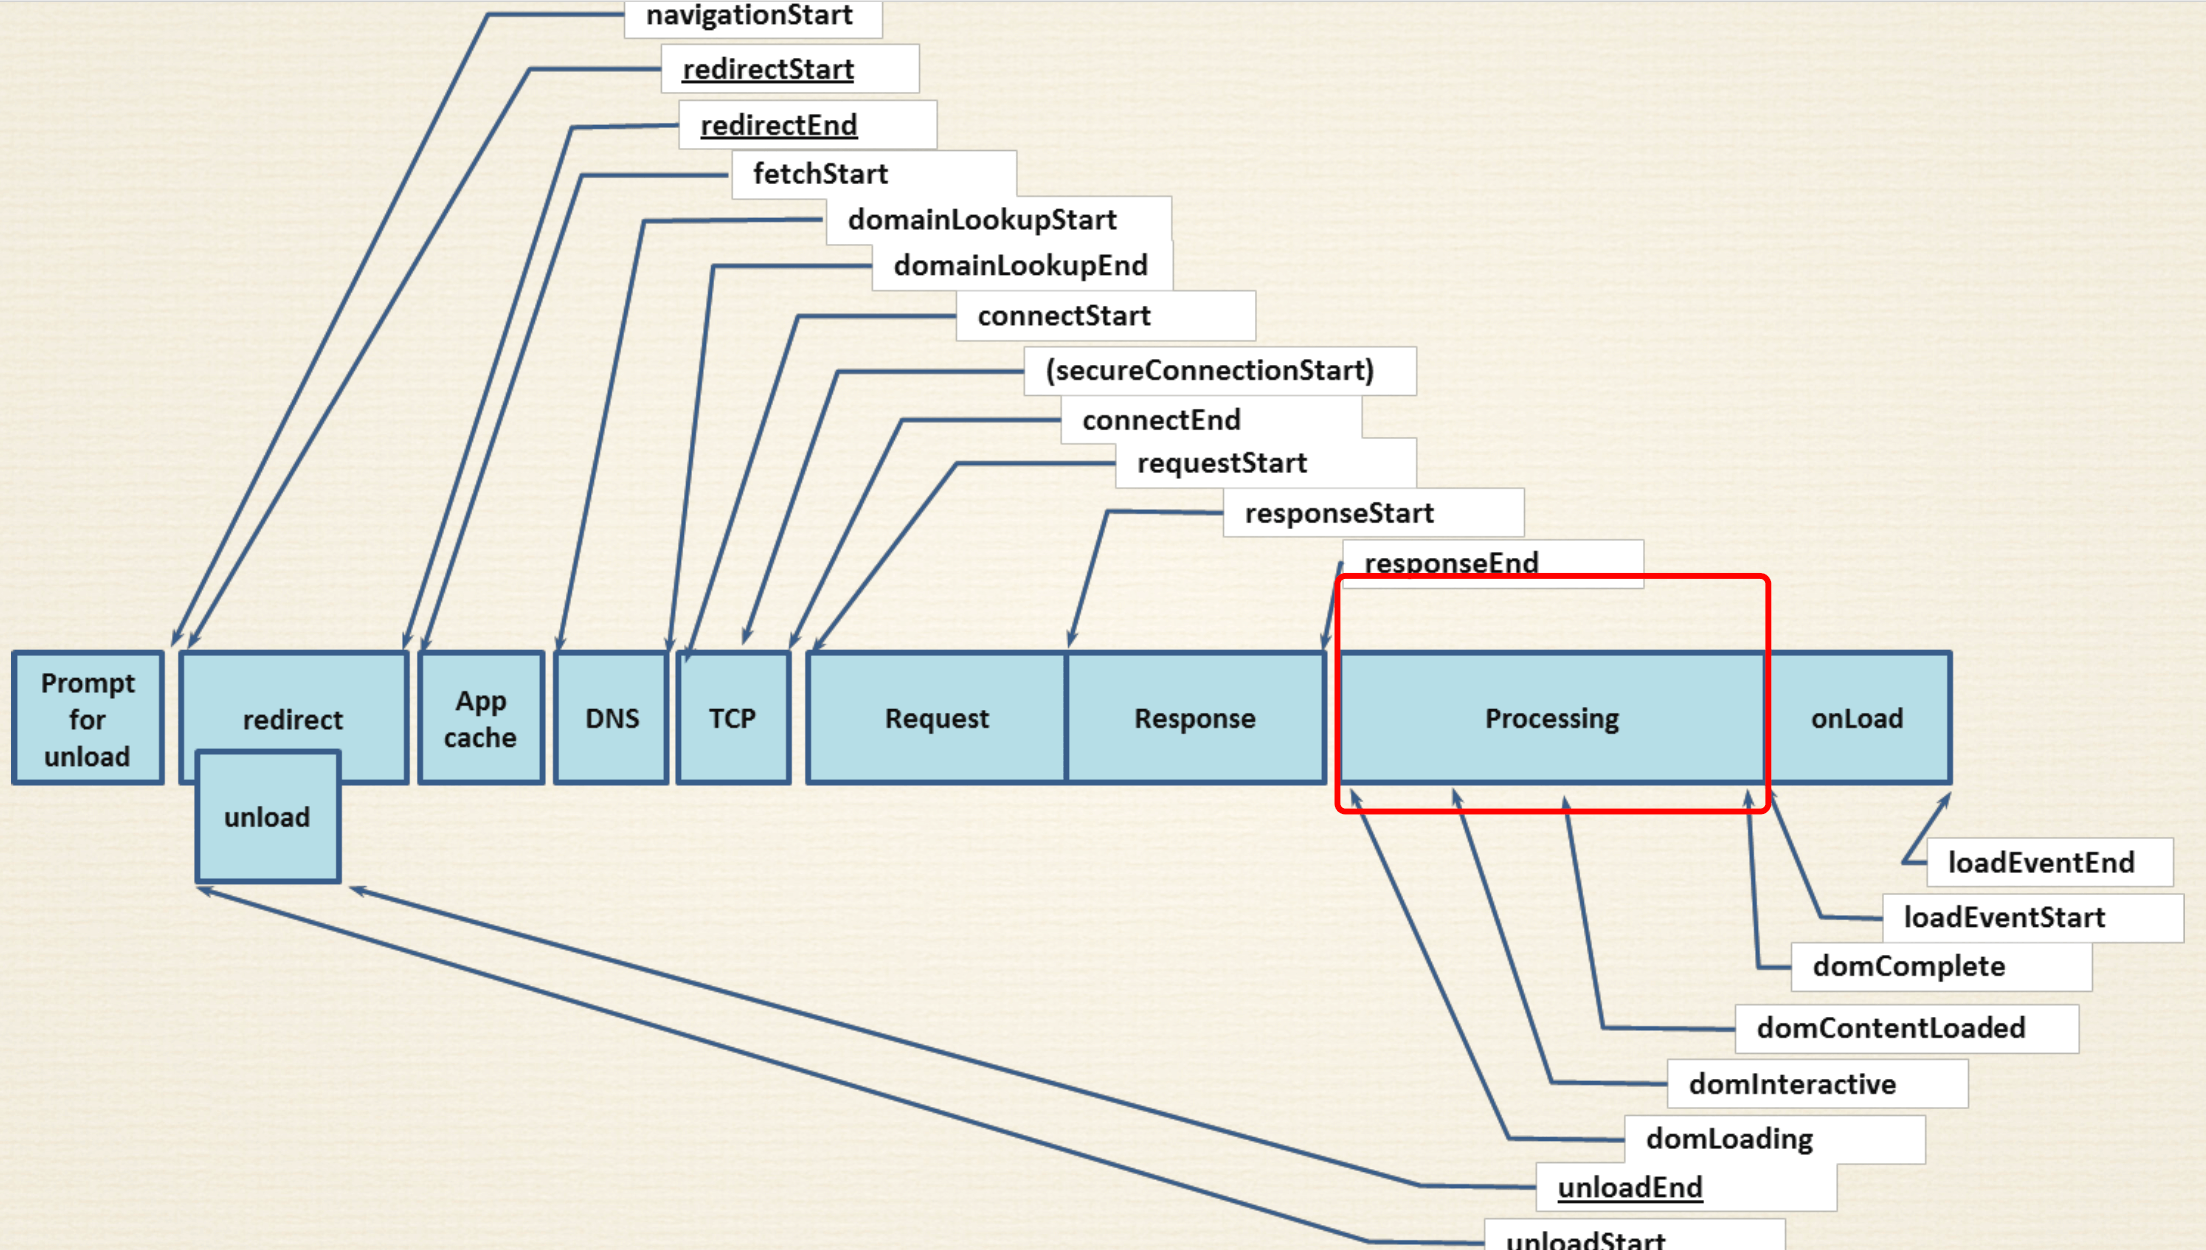 navigationStart
redirectStart
redirectEnd
fetchStart
domainLookupStart
domainLookupEnd
connectStart
(secureConnectionStart)
connectEnd
requestStart
responseStart
responseEnd
Prompt
for
unload
redirect
unload
App
cache
DNS
TCP
Request
Response
Processing
onLoad
loadEventEnd
loadEventStart
domComplete
domContentLoaded
domInteractive
domLoading
unloadEnd
unloadStart